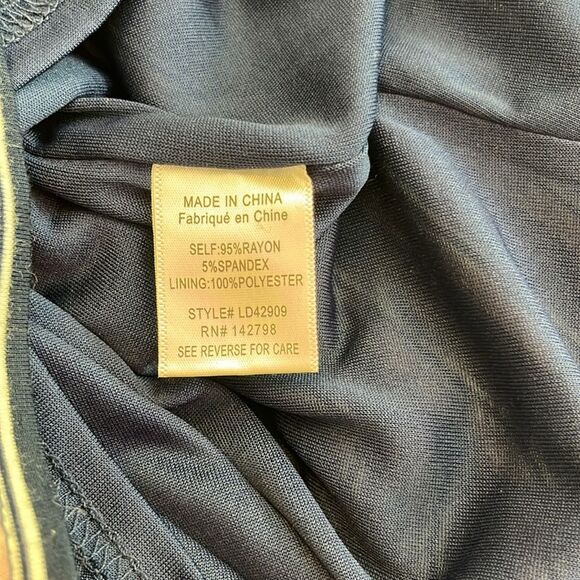 MADE IN CHINA
Fabriqué en Chine
SELF:95%RAYON
5%SPANDEX
LINING:100%POLYESTER
STYLE# LD42909
RN# 142798
SEE REVERSE FOR CARE